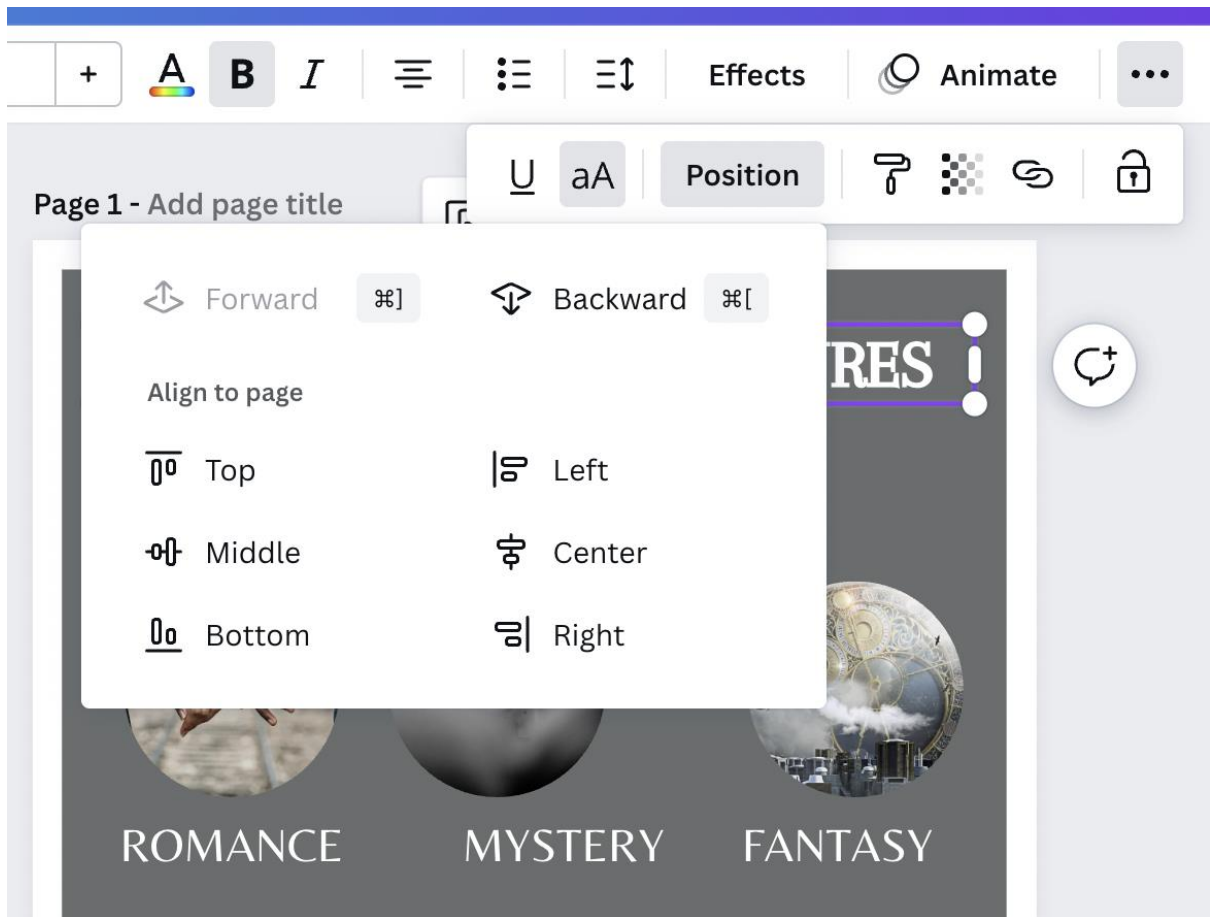 + A B I Effects Animate
U aA Position
Page 1 - Add page title
Forward ⌘] Backward ⌘[
RES
Align to page
Top Left
Middle Center
Bottom Right
ROMANCE MYSTERY FANTASY